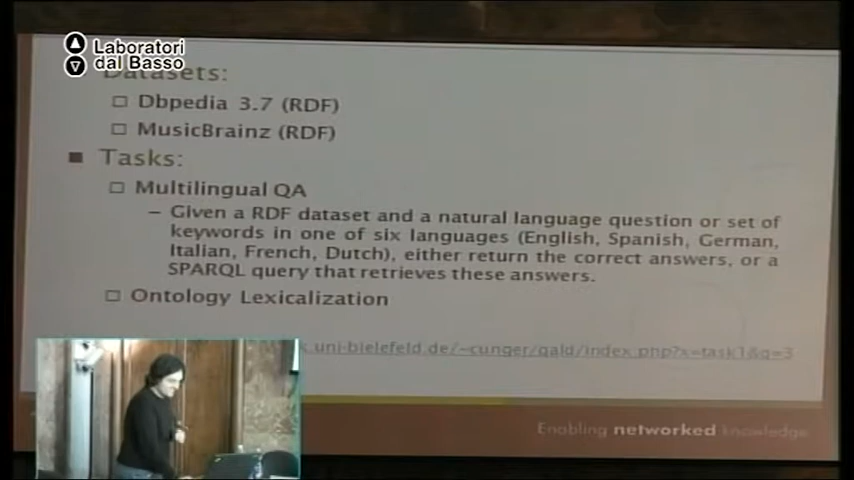 Laboratori
dal Basso
Datasets:
Dbpedia 3.7 (RDF)
MusicBrainz (RDF)
Tasks:
Multilingual QA
– Given a RDF dataset and a natural language question or set of
keywords in one of six languages (English, Spanish, German,
Italian, French, Dutch), either return the correct answers, or a
SPARQL query that retrieves these answers.
Ontology Lexicalization
.uni-bielefeld.de/~cunger/qald/index.php?x=task1&q=3
Enabling networked knowledge